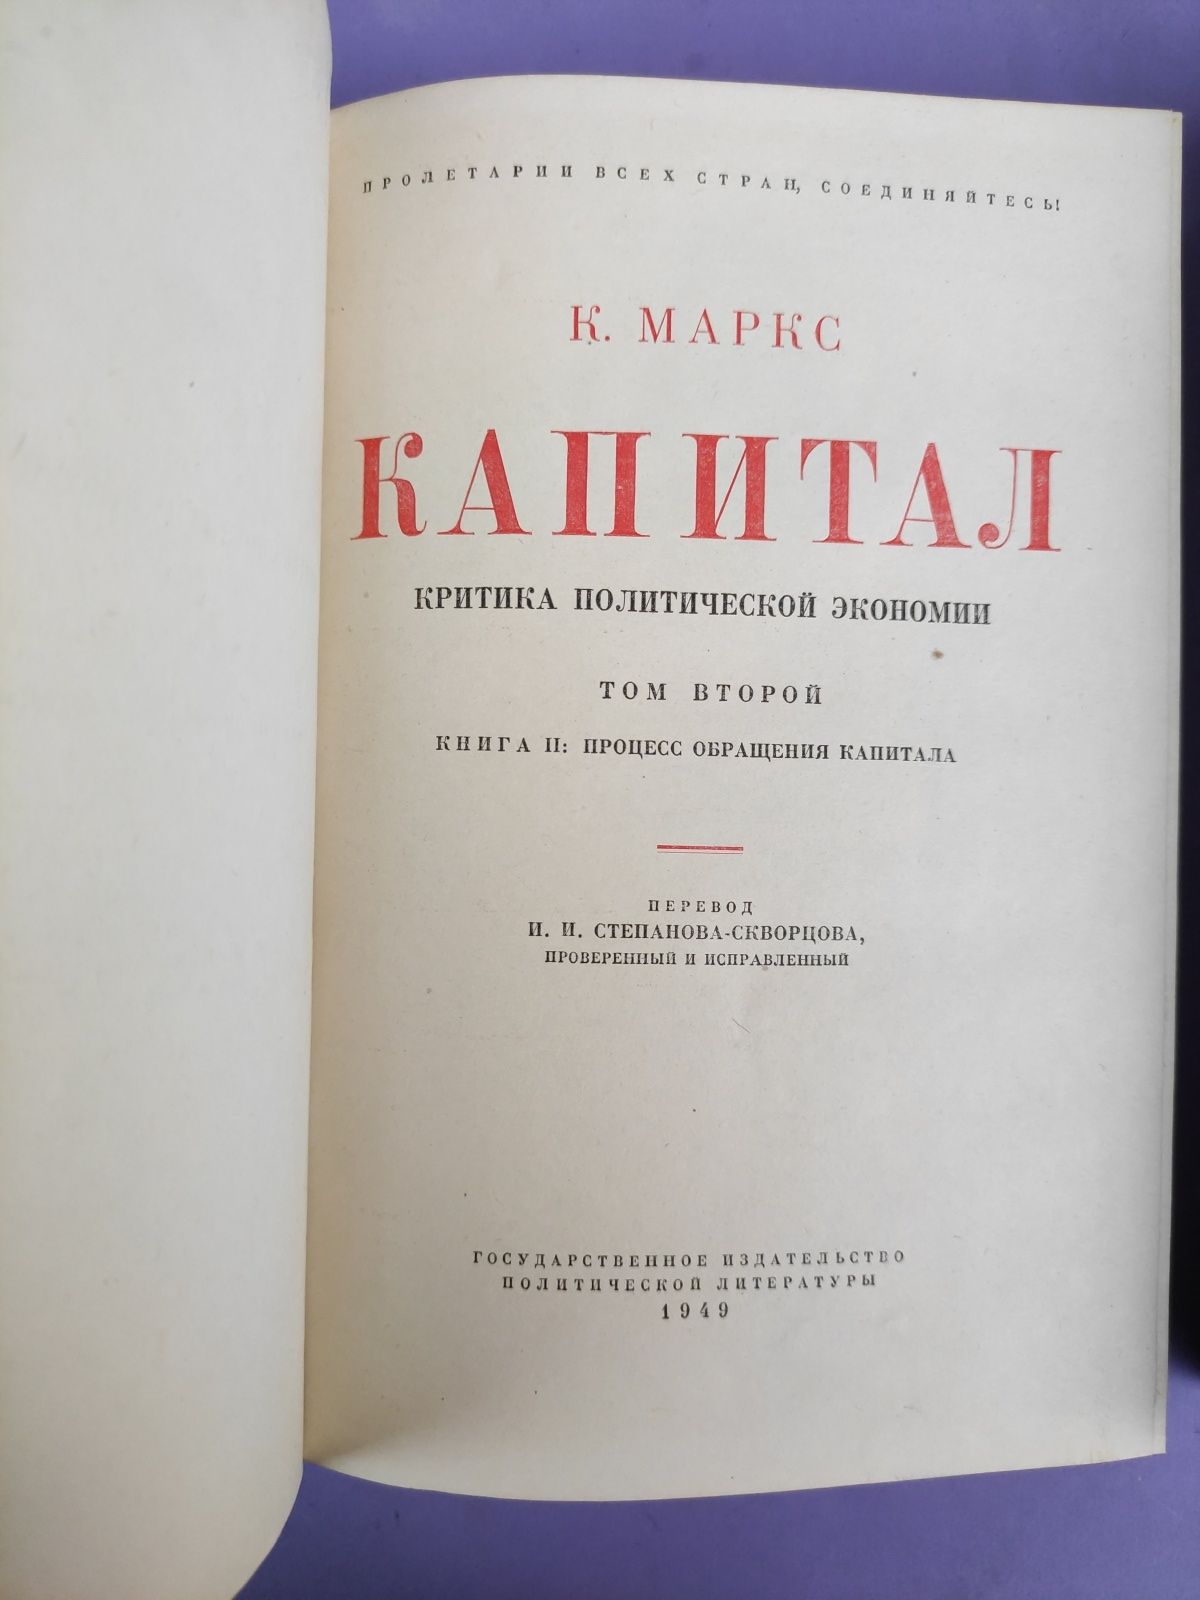 ПРОЛЕТАРИИ ВСЕХ СТРАН, СОЕДИНЯЙТЕСЬ!
К. МАРКС
КАПИТАЛ
КРИТИКА ПОЛИТИЧЕСКОЙ ЭКОНОМИИ
ТОМ ВТОРОЙ
КНИГА II: ПРОЦЕСС ОБРАЩЕНИЯ КАПИТАЛА
ПЕРЕВОД
И. И. СТЕПАНОВА-СКВОРЦОВА,
ПРОВЕРЕННЫЙ И ИСПРАВЛЕННЫЙ
ГОСУДАРСТВЕННОЕ ИЗДАТЕЛЬСТВО
ПОЛИТИЧЕСКОЙ ЛИТЕРАТУРЫ
1949